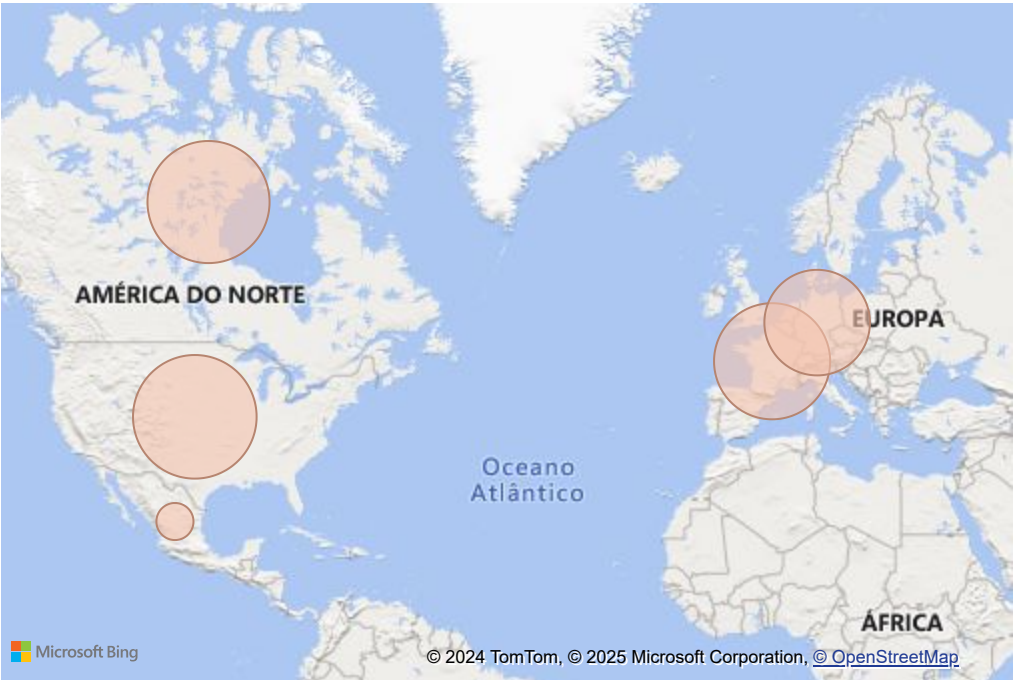 AMÉRICA DO NORTE
EUROPA
Oceano
Atlântico
ÁFRICA
Microsoft Bing
© 2024 TomTom, © 2025 Microsoft Corporation, © OpenStreetMap